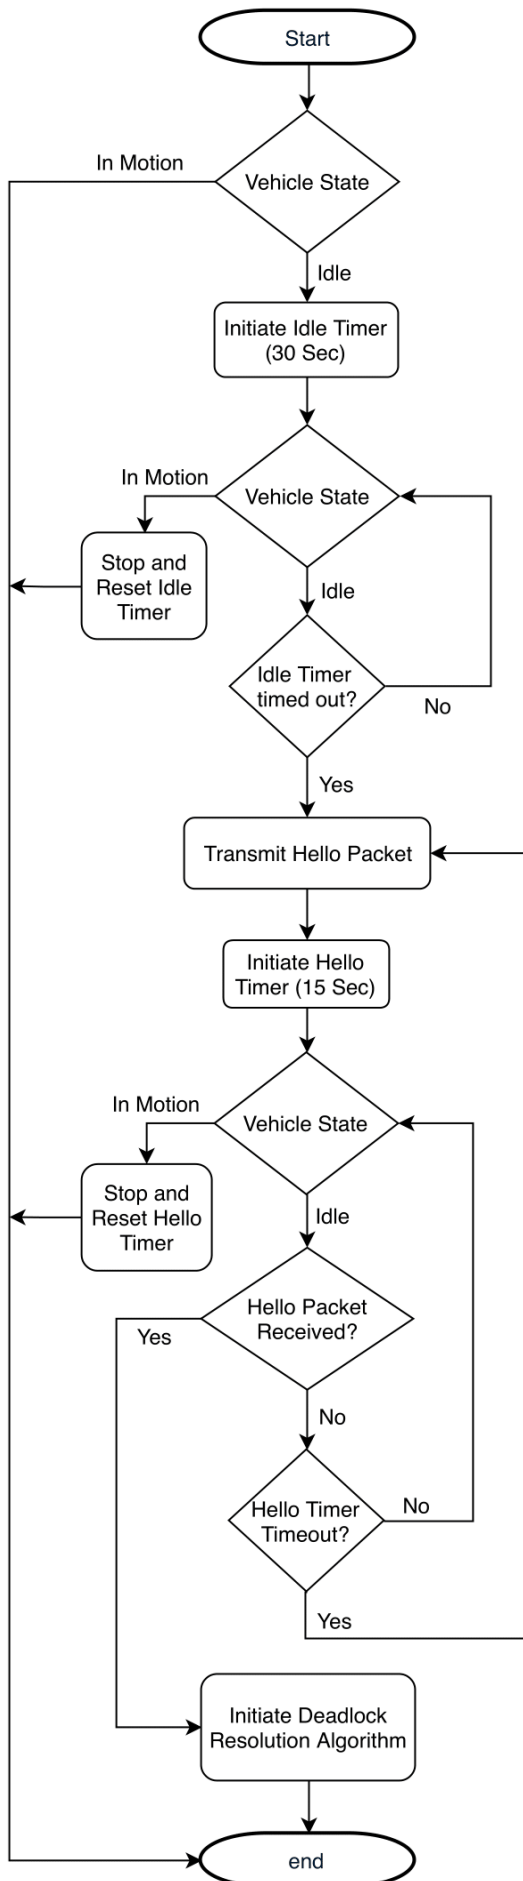 Start
In Motion
Vehicle State
Idle
Initiate Idle Timer
(30 Sec)
In Motion
Vehicle State
Stop and
Reset Idle
Timer
Idle
Idle Timer
timed out?
No
Yes
Transmit Hello Packet
Initiate Hello
Timer (15 Sec)
In Motion
Vehicle State
Stop and
Reset Hello
Timer
Idle
Hello Packet
Received?
Yes
No
Hello Timer
Timeout?
No
Yes
Initiate Deadlock
Resolution Algorithm
end